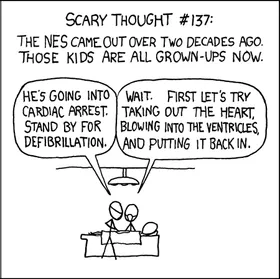 SCARY THOUGHT #137:
THE NES CAME OUT OVER TWO DECADES AGO.
THOSE KIDS ARE ALL GROWN-UPS NOW.
HE'S GOING INTO
CARDIAC ARREST.
STAND BY FOR
DEFIBRILLATION.
WAIT. FIRST LET'S TRY
TAKING OUT THE HEART,
BLOWING INTO THE VENTRICLES,
AND PUTTING IT BACK IN.